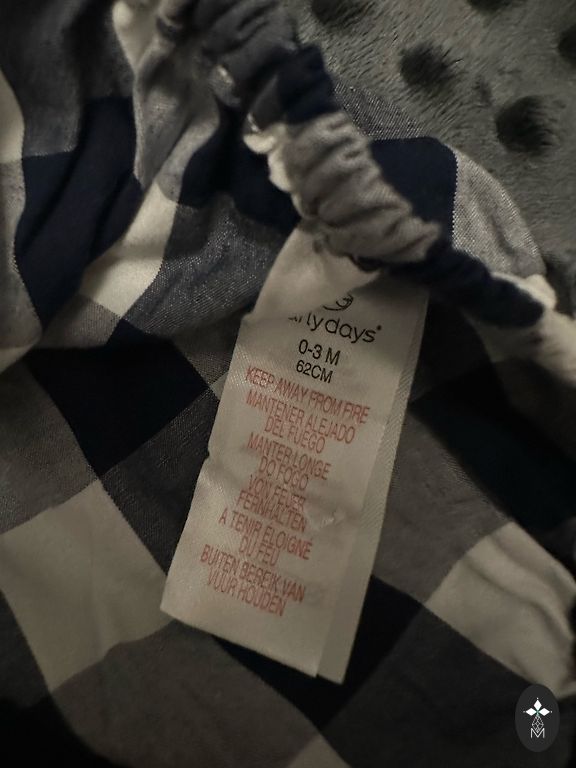 days®
0-3 M
62CM
KEEP AWAY FROM FIRE
MANTENER ALEJADO
DEL FUEGO
MANTER LONGE
DO FOGO
VON FEUER
FERNHALTEN
A TENIR ÉLOIGNÉ
DU FEU
BUITEN BEREIK VAN
VUUR HOUDEN
M